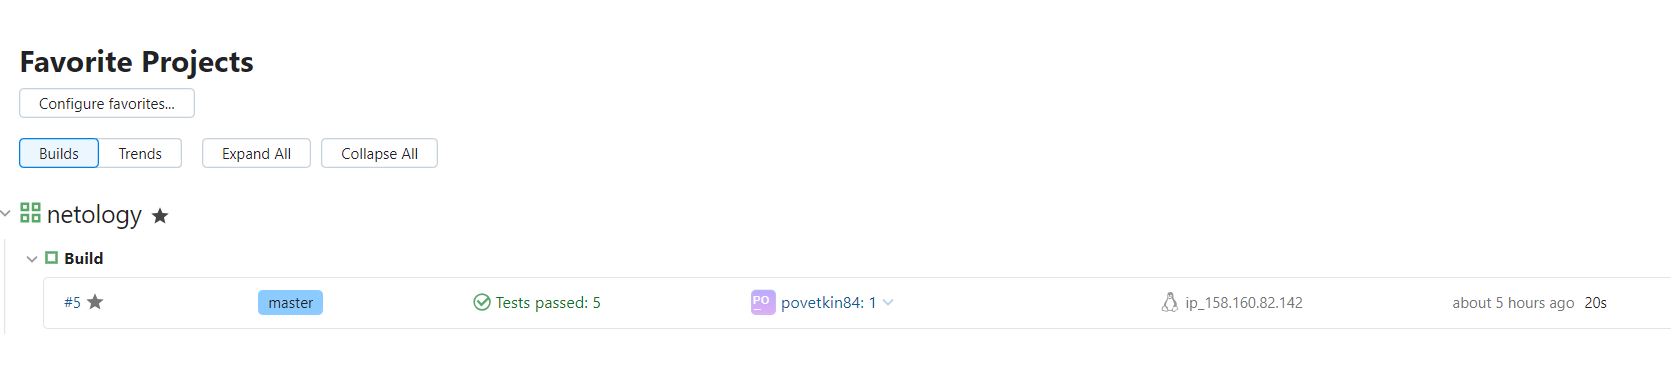 Favorite Projects
Configure favorites...
Builds Trends Expand All Collapse All
netology
Build
#5 master Tests passed: 5 PO povetkin84: 1 ip_158.160.82.142 about 5 hours ago 20s